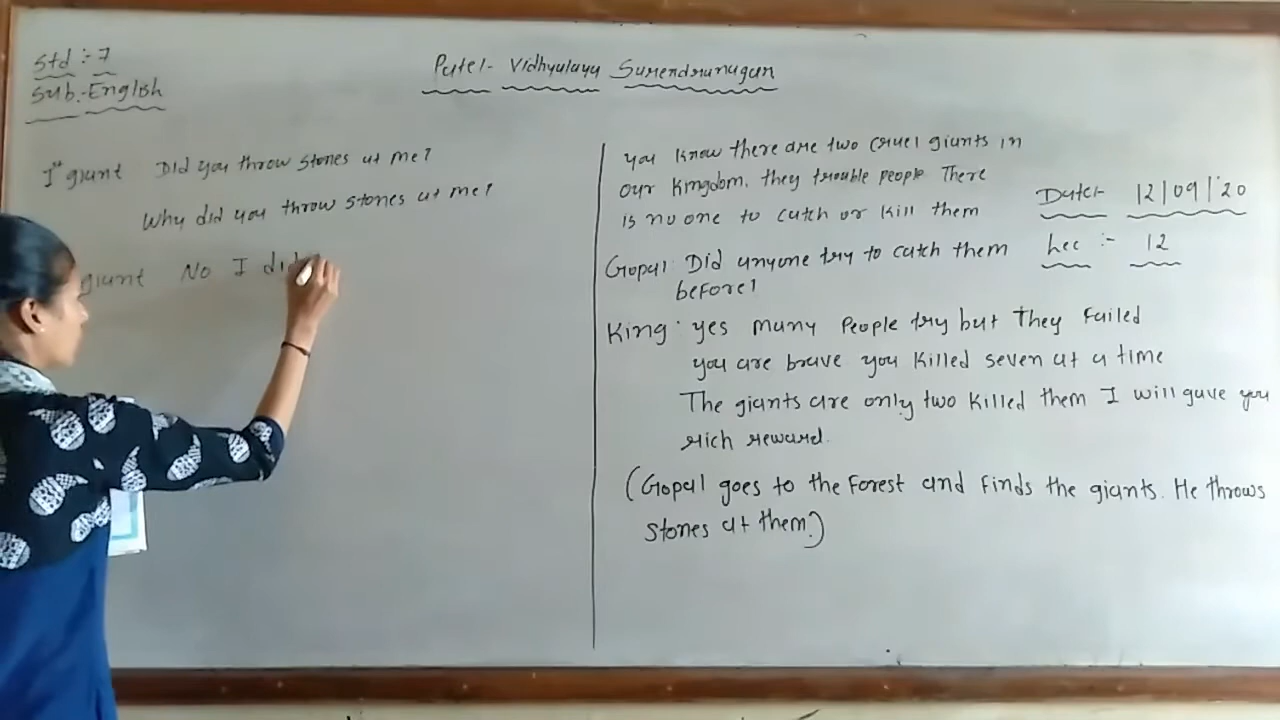 Std :- 7
Sub:-English
Patel- Vidhyalaya Surendranagar
Date:- 12/09/'20
Lec :- 12
Ist giant Did you throw stones at me?
Why did you throw stones at me?
giant No I did
you know there are two cruel giants in
our kingdom. they trouble people There
is no one to catch or kill them
Gopal: Did anyone try to catch them
before?
King: yes many People try but They Failed
you are brave you killed seven at a time
The giants are only two killed them I will gave you
rich reward.
(Gopal goes to the Forest and Finds the giants. He throws
stones at them.)